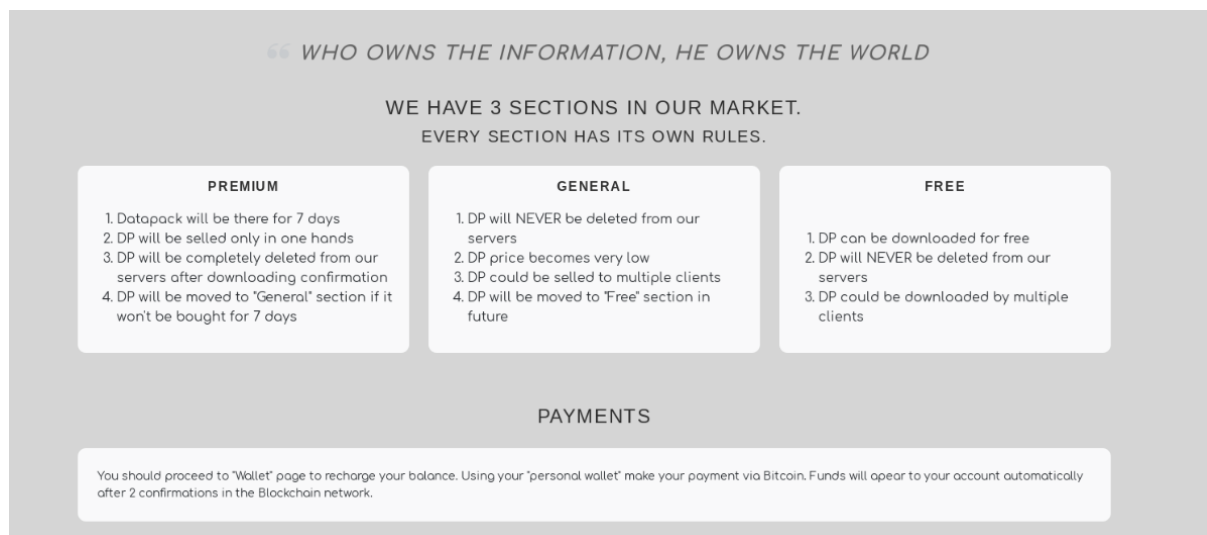 “ WHO OWNS THE INFORMATION, HE OWNS THE WORLD
WE HAVE 3 SECTIONS IN OUR MARKET.
EVERY SECTION HAS ITS OWN RULES.
PREMIUM
1. Datapack will be there for 7 days
2. DP will be selled only in one hands
3. DP will be completely deleted from our
servers after downloading confirmation
4. DP will be moved to "General" section if it
won't be bought for 7 days
GENERAL
1. DP will NEVER be deleted from our
servers
2. DP price becomes very low
3. DP could be selled to multiple clients
4. DP will be moved to "Free" section in
future
FREE
1. DP can be downloaded for free
2. DP will NEVER be deleted from our
servers
3. DP could be downloaded by multiple
clients
PAYMENTS
You should proceed to "Wallet" page to recharge your balance. Using your "personal wallet" make your payment via Bitcoin. Funds will apear to your account automatically
after 2 confirmations in the Blockchain network.